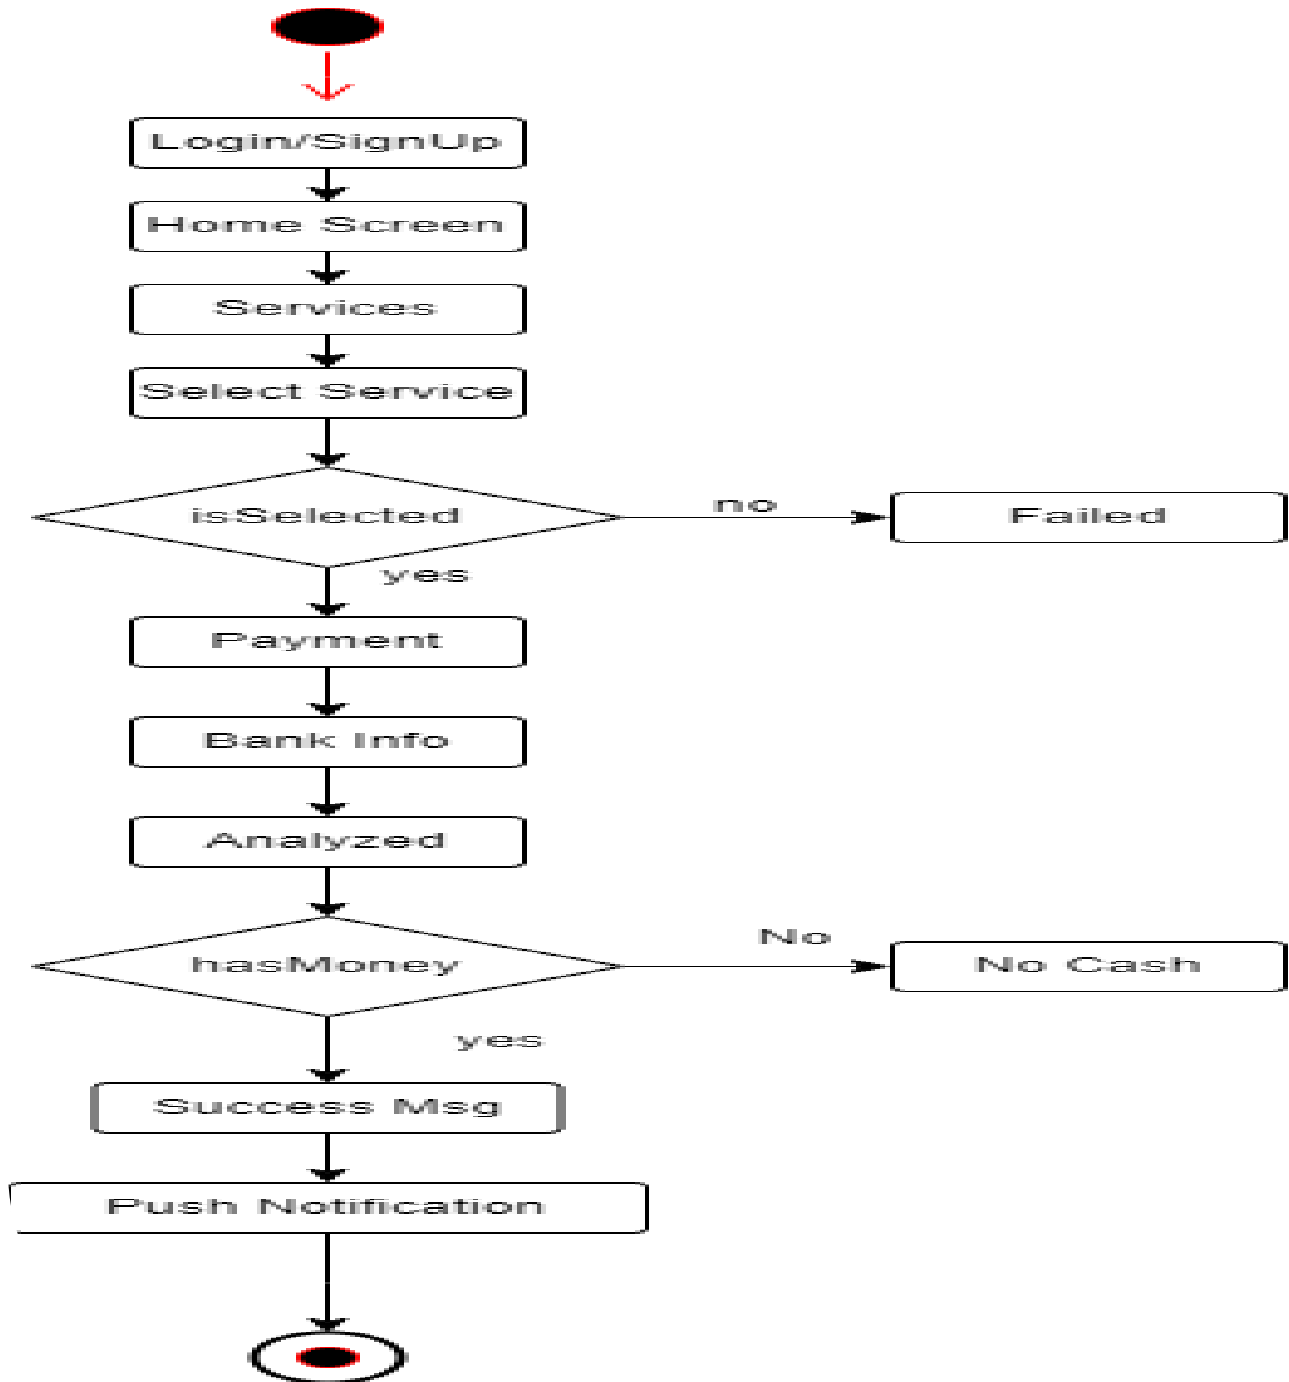 Login/SignUp
Home Screen
Services
Select Service
isSelected
no
Failed
yes
Payment
Bank Info
Analyzed
hasMoney
No
No Cash
yes
Success Msg
Push Notification